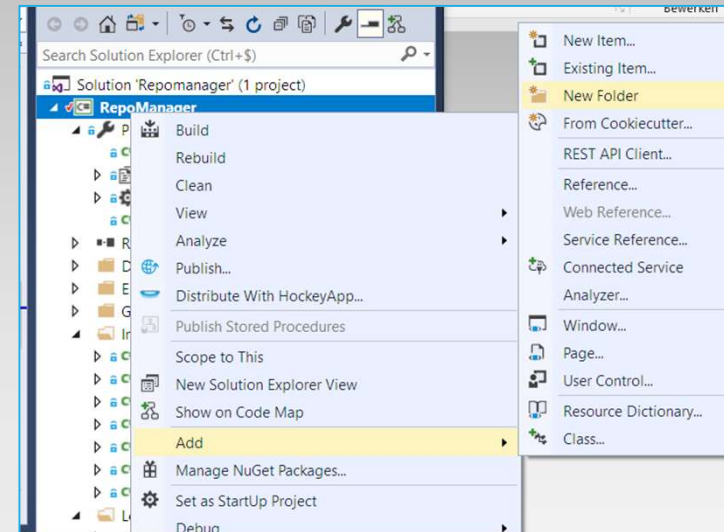 Bewerken
Search Solution Explorer (Ctrl+$)
Solution 'Repomanager' (1 project)
RepoManager
P
C
C
R
D
E
G
In
C
C
C
C
C
C
C
Build
Rebuild
Clean
View
Analyze
Publish...
Distribute With HockeyApp...
Publish Stored Procedures
Scope to This
New Solution Explorer View
Show on Code Map
Add
Manage NuGet Packages...
Set as StartUp Project
Debug
New Item...
Existing Item...
New Folder
From Cookiecutter...
REST API Client...
Reference...
Web Reference...
Service Reference...
Connected Service
Analyzer...
Window...
Page...
User Control...
Resource Dictionary...
Class...